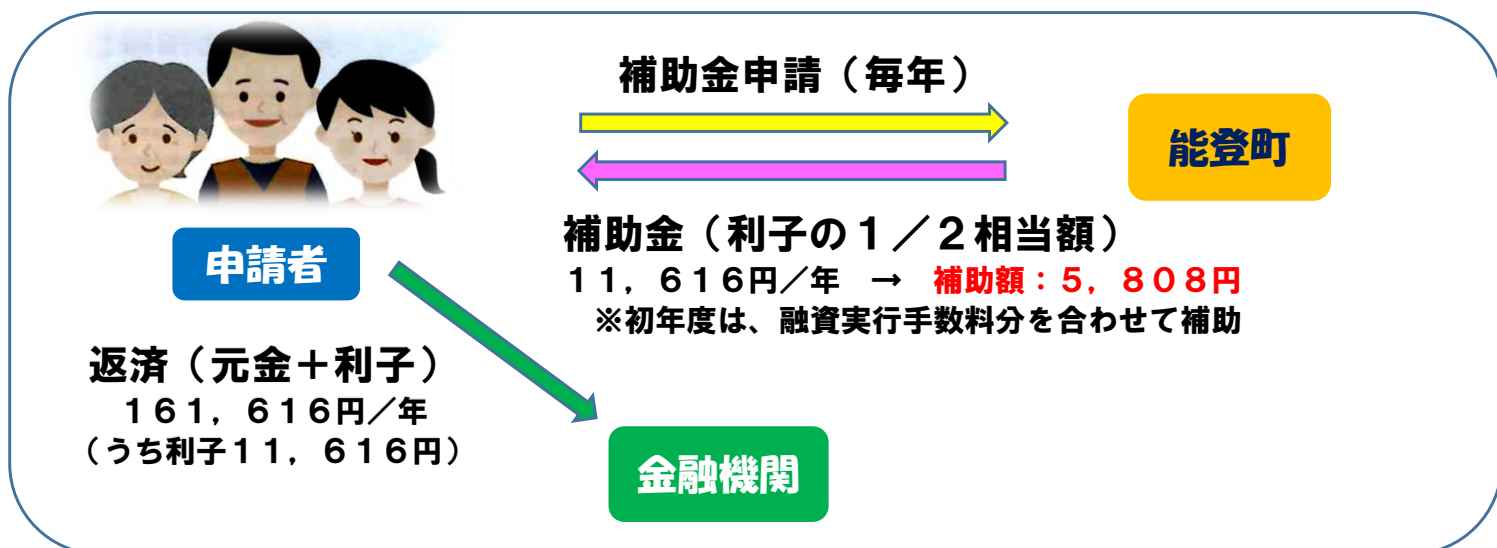 補助金申請（毎年）
能登町
補助金（利子の１／２相当額）
１１，６１６円／年　→　補助額：５，８０８円
※初年度は、融資実行手数料分を合わせて補助
申請者
返済（元金＋利子）
１６１，６１６円／年
（うち利子１１，６１６円）
金融機関